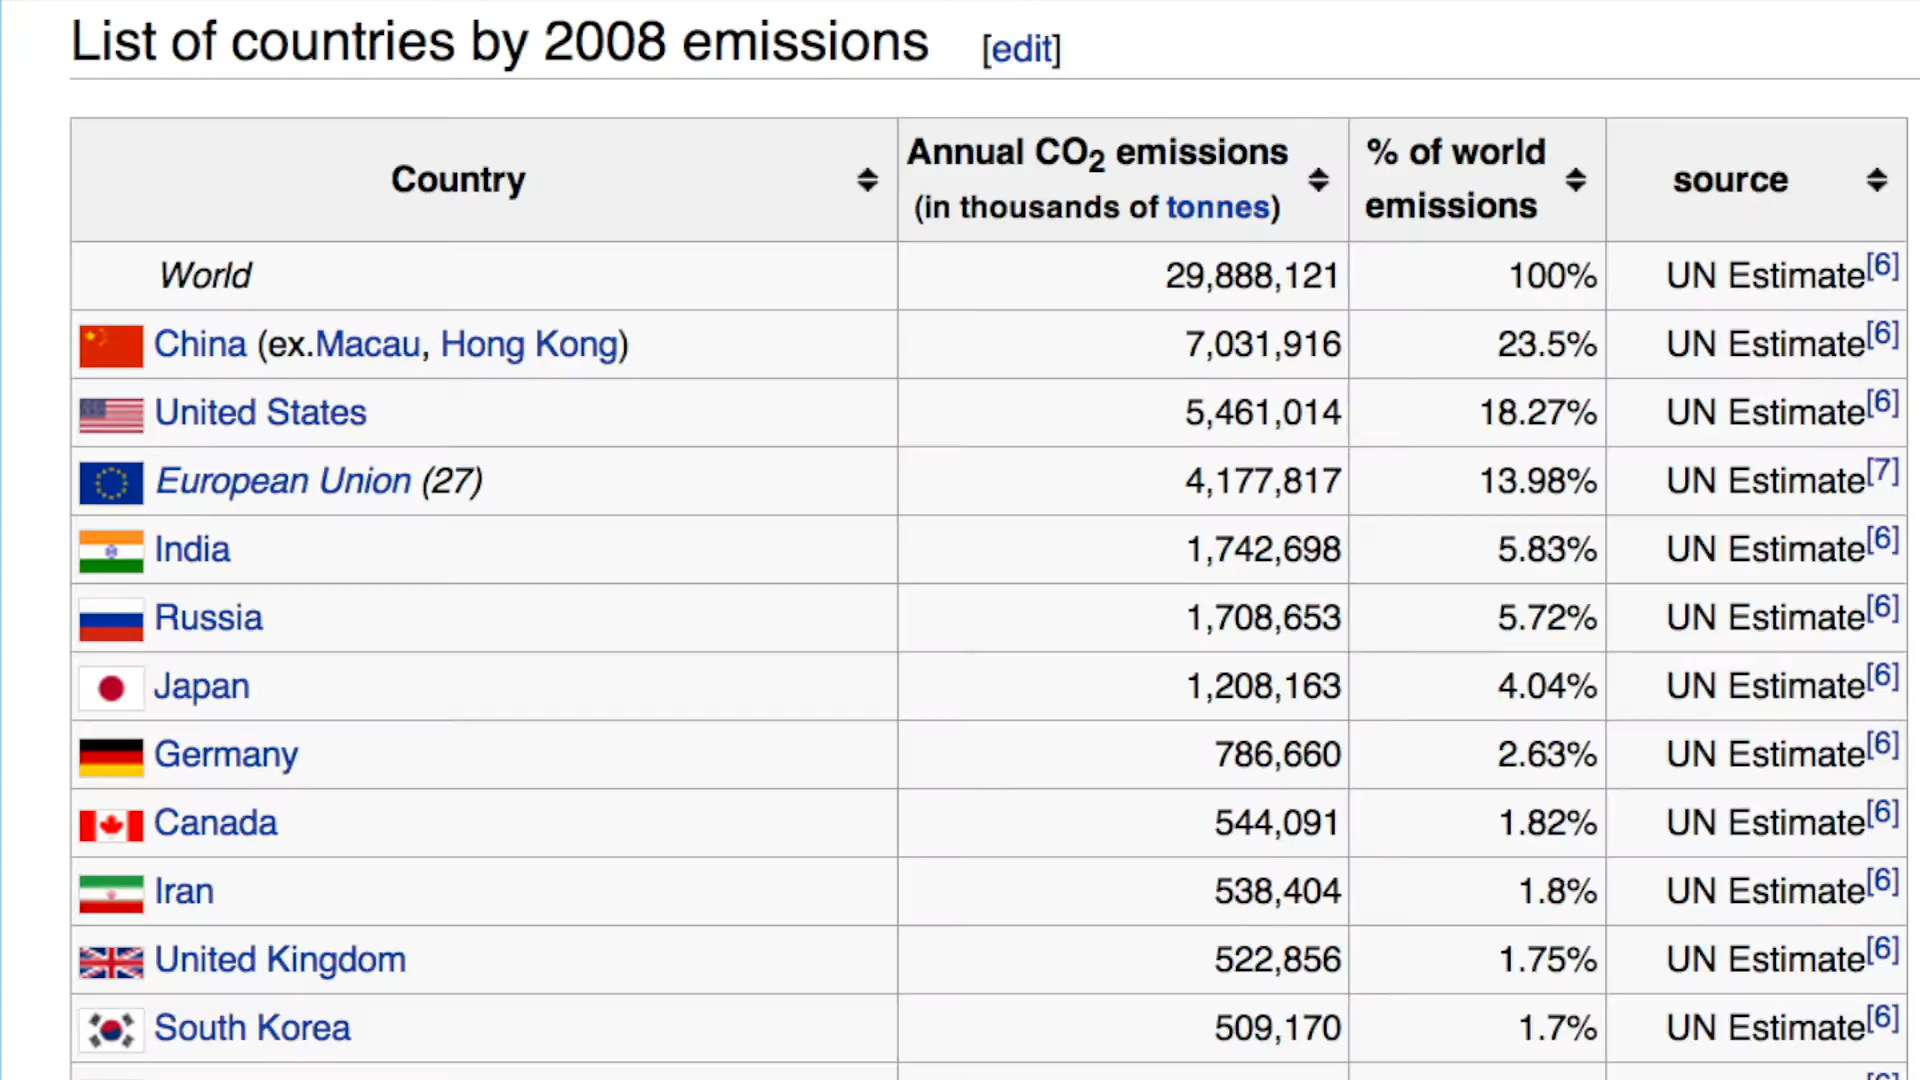 List of countries by 2008 emissions [edit]
Country
Annual CO2 emissions
(in thousands of tonnes)
% of world
emissions
source
World 29,888,121 100% UN Estimate[6]
China (ex.Macau, Hong Kong) 7,031,916 23.5% UN Estimate[6]
United States 5,461,014 18.27% UN Estimate[6]
European Union (27) 4,177,817 13.98% UN Estimate[7]
India 1,742,698 5.83% UN Estimate[6]
Russia 1,708,653 5.72% UN Estimate[6]
Japan 1,208,163 4.04% UN Estimate[6]
Germany 786,660 2.63% UN Estimate[6]
Canada 544,091 1.82% UN Estimate[6]
Iran 538,404 1.8% UN Estimate[6]
United Kingdom 522,856 1.75% UN Estimate[6]
South Korea 509,170 1.7% UN Estimate[6]